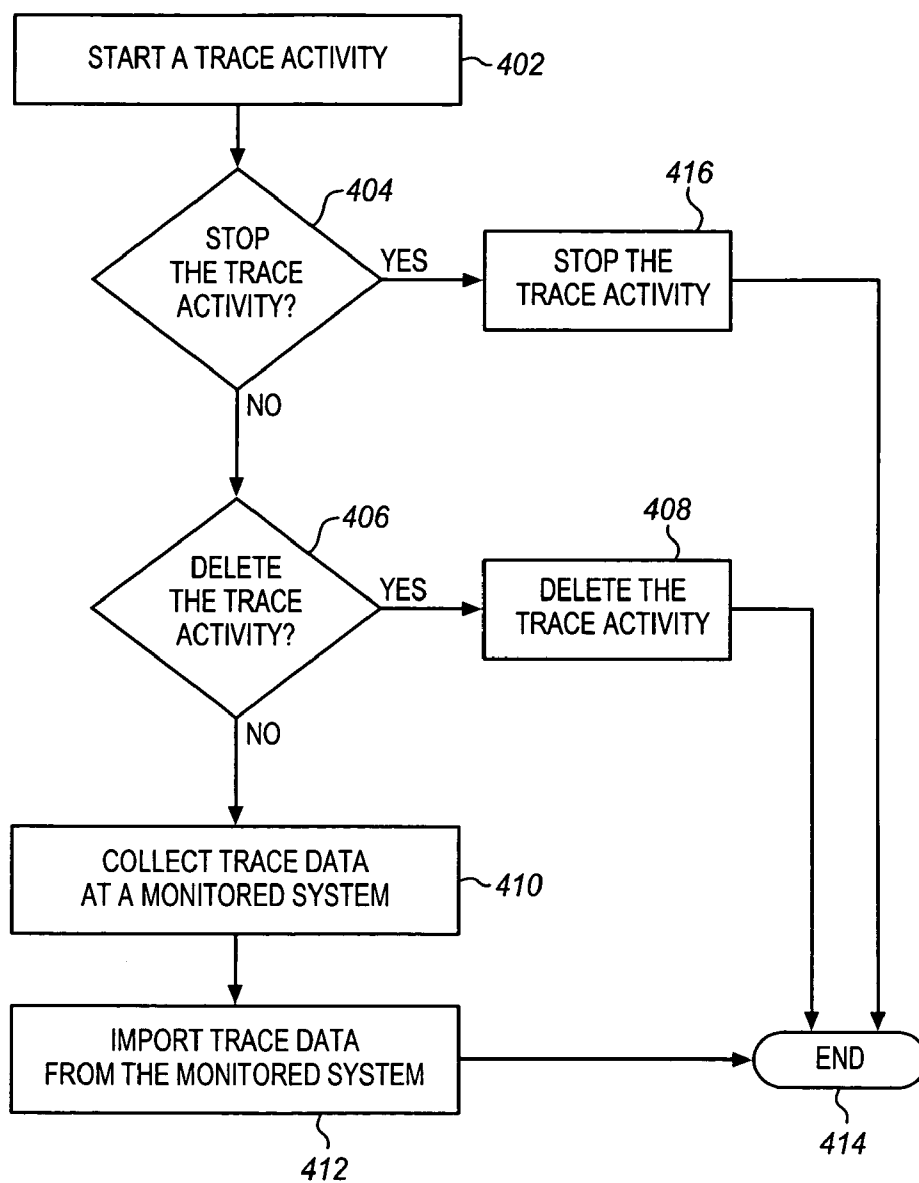 START A TRACE ACTIVITY
402
404
STOP
THE TRACE
ACTIVITY?
YES
416
STOP THE
TRACE ACTIVITY
NO
406
DELETE
THE TRACE
ACTIVITY?
YES
408
DELETE THE
TRACE ACTIVITY
NO
COLLECT TRACE DATA
AT A MONITORED SYSTEM
410
IMPORT TRACE DATA
FROM THE MONITORED SYSTEM
412
END
414